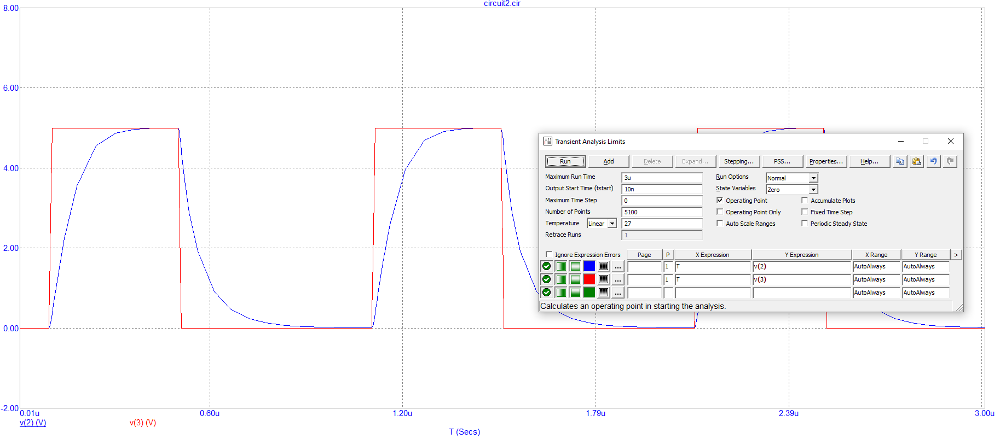 circuit2.cir
8.00
6.00
4.00
2.00
0.00
-2.00
0.01u 0.60u 1.20u 1.79u 2.39u 3.00u
v(2) (V) v(3) (V)
T (Secs)
Transient Analysis Limits
Run Add Delete Expand... Stepping... PSS... Properties... Help...
Maximum Run Time 3u Run Options Normal
Output Start Time (tstart) 10n State Variables Zero
Maximum Time Step 0 Operating Point Accumulate Plots
Number of Points 5100 Operating Point Only Fixed Time Step
Temperature Linear 27 Auto Scale Ranges Periodic Steady State
Retrace Runs 1
Ignore Expression Errors Page P X Expression Y Expression X Range Y Range >
... 1 T v(2) AutoAlways AutoAlways
... 1 T v(3) AutoAlways AutoAlways
... AutoAlways AutoAlways
Calculates an operating point in starting the analysis.